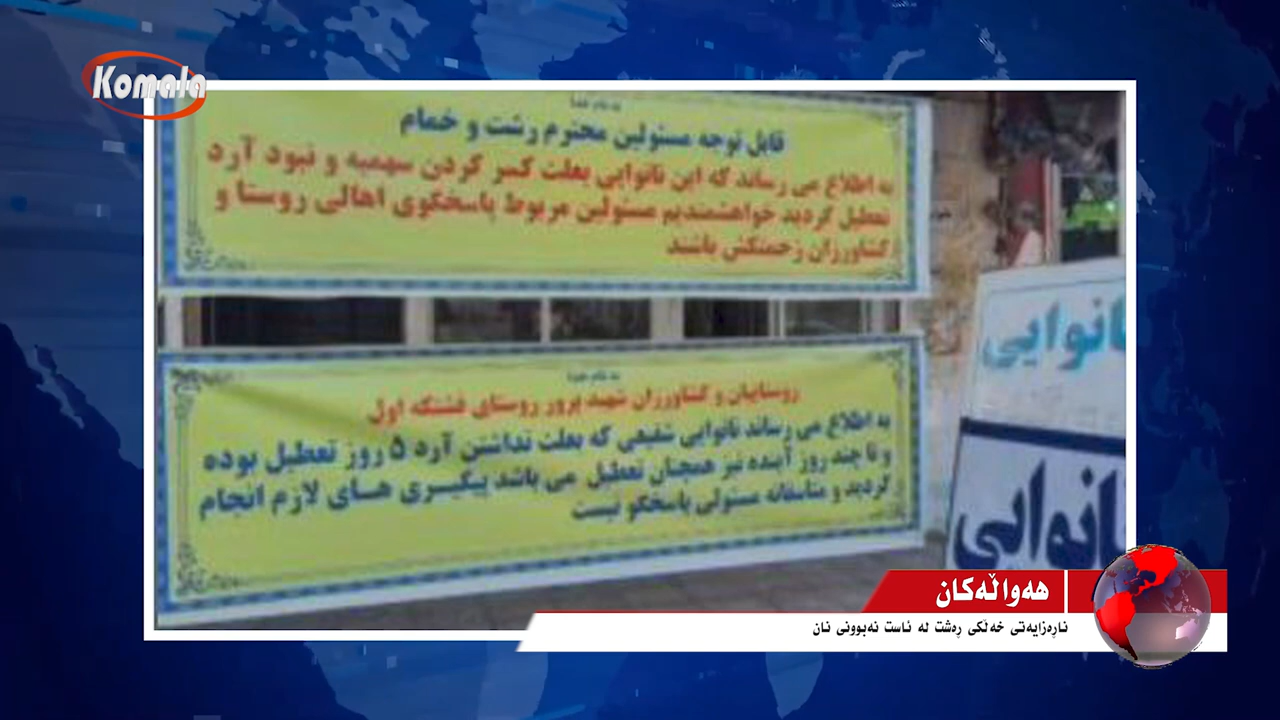 Komala
به نام خدا
قابل توجه مسئولین محترم رشت و خمام
به اطلاع می رساند که این نانوایی بعلت کسر کردن سهمیه و نبود آرد
تعطیل گردید خواهشمندیم مسئولین مربوط پاسخگوی اهالی روستا و
کشاورزان زحمتکش باشند
به نام خدا
روستاییان و کشاورزان شهید پرور روستای فشتکه اول
به اطلاع می رساند نانوایی شفیعی که بعلت نداشتن آرد ۵ روز تعطیل بوده
و تا چند روز آینده نیز همچنان تعطیل می باشد پیگیری های لازم انجام
گردید و متاسفانه مسئولی پاسخگو نیست
نانوایی
نانوایی
هەواڵەکان
ناڕەزایەتی خەڵکی ڕەشت لە ئاست نەبوونی نان